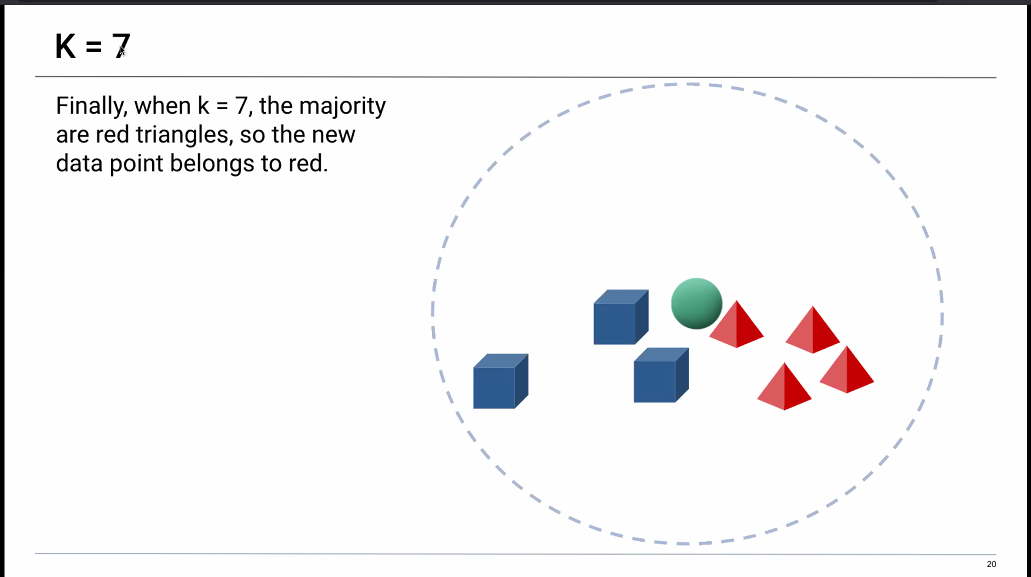 K = 7
Finally, when k = 7, the majority
are red triangles, so the new
data point belongs to red.
20